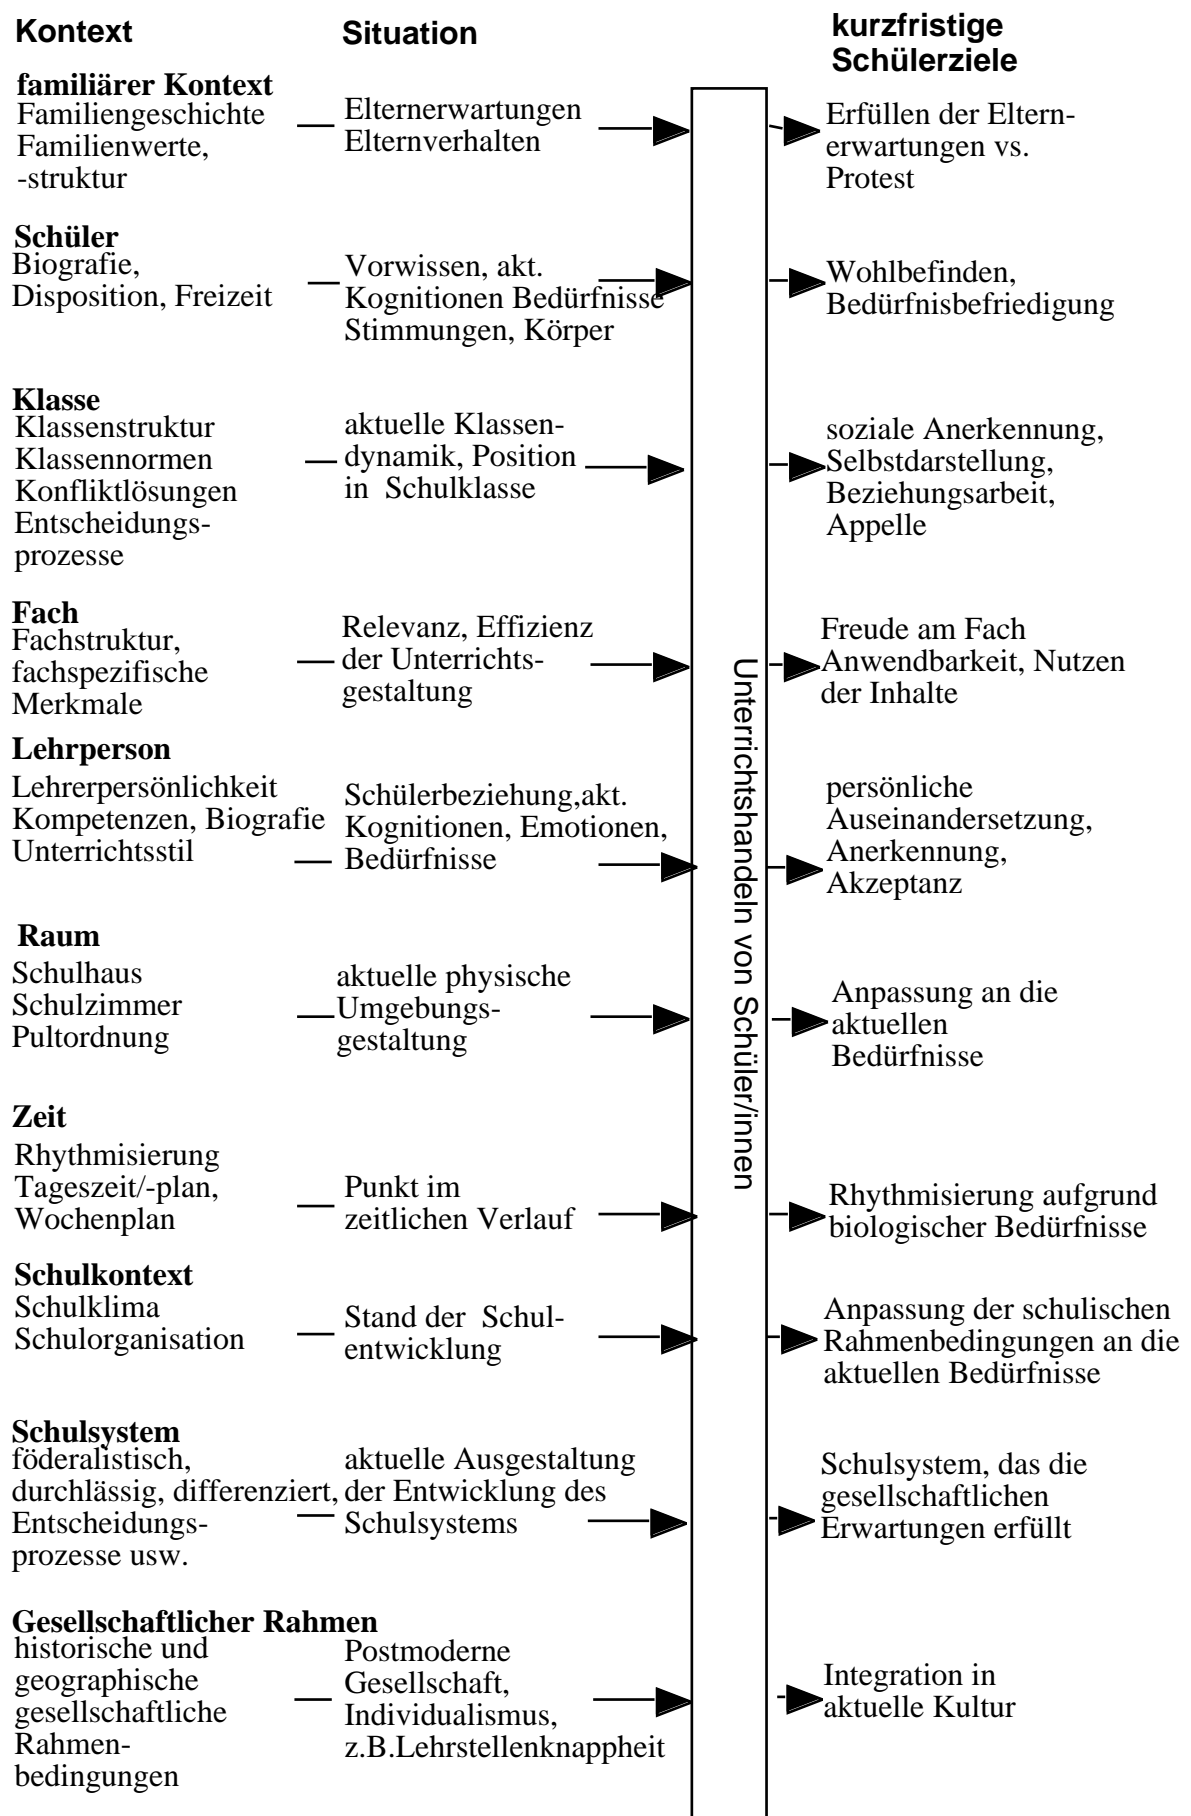 Kontext
Situation
kurzfristige
Schülerziele
familiärer Kontext
Familiengeschichte
Familienwerte,
-struktur
Elternerwartungen
Elternverhalten
Erfüllen der Eltern-
erwartungen vs.
Protest
Schüler
Biografie,
Disposition, Freizeit
Vorwissen, akt.
Kognitionen Bedürfnisse
Stimmungen, Körper
Wohlbefinden,
Bedürfnisbefriedigung
Klasse
Klassenstruktur
Klassennormen
Konfliktlösungen
Entscheidungs-
prozesse
aktuelle Klassen-
dynamik, Position
in Schulklasse
soziale Anerkennung,
Selbstdarstellung,
Beziehungsarbeit,
Appelle
Fach
Fachstruktur,
fachspezifische
Merkmale
Relevanz, Effizienz
der Unterrichts-
gestaltung
Freude am Fach
Anwendbarkeit, Nutzen
der Inhalte
Lehrperson
Lehrerpersönlichkeit
Kompetenzen, Biografie
Unterrichtsstil
Schülerbeziehung,akt.
Kognitionen, Emotionen,
Bedürfnisse
persönliche
Auseinandersetzung,
Anerkennung,
Akzeptanz
Unterrichtshandeln von Schüler/innen
Raum
Schulhaus
Schulzimmer
Pultordnung
aktuelle physische
Umgebungs-
gestaltung
Anpassung an die
aktuellen
Bedürfnisse
Zeit
Rhythmisierung
Tageszeit/-plan,
Wochenplan
Punkt im
zeitlichen Verlauf
Rhythmisierung aufgrund
biologischer Bedürfnisse
Schulkontext
Schulklima
Schulorganisation
Stand der Schul-
entwicklung
Anpassung der schulischen
Rahmenbedingungen an die
aktuellen Bedürfnisse
Schulsystem
föderalistisch,
durchlässig, differenziert,
Entscheidungs-
prozesse usw.
aktuelle Ausgestaltung
der Entwicklung des
Schulsystems
Schulsystem, das die
gesellschaftlichen
Erwartungen erfüllt
Gesellschaftlicher Rahmen
historische und
geographische
gesellschaftliche
Rahmen-
bedingungen
Postmoderne
Gesellschaft,
Individualismus,
z.B.Lehrstellenknappheit
Integration in
aktuelle Kultur